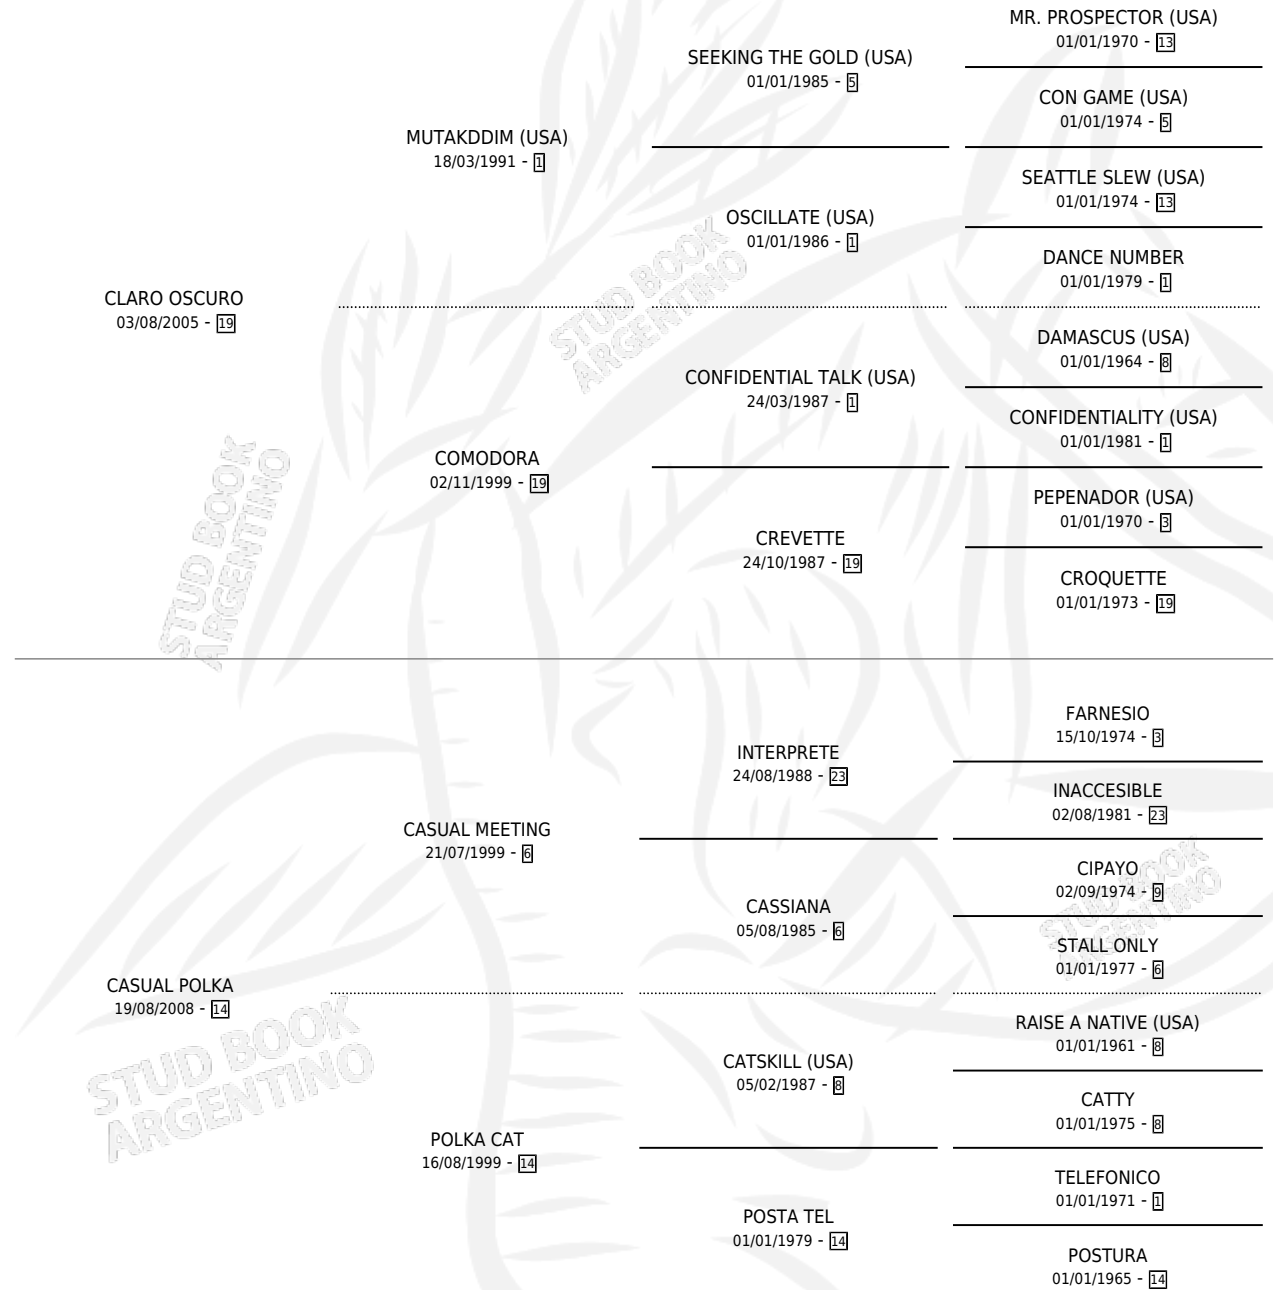 MR. PROSPECTOR (USA)
01/01/1970 - 13
SEEKING THE GOLD (USA)
01/01/1985 - 5
CON GAME (USA)
01/01/1974 - 5
MUTAKDDIM (USA)
18/03/1991 - 1
SEATTLE SLEW (USA)
01/01/1974 - 13
OSCILLATE (USA)
01/01/1986 - 1
DANCE NUMBER
01/01/1979 - 1
CLARO OSCURO
03/08/2005 - 19
STUD BOOK
ARGENTINO
DAMASCUS (USA)
01/01/1964 - 8
CONFIDENTIAL TALK (USA)
24/03/1987 - 1
CONFIDENTIALITY (USA)
01/01/1981 - 1
COMODORA
02/11/1999 - 19
PEPENADOR (USA)
01/01/1970 - 3
CREVETTE
24/10/1987 - 19
CROQUETTE
01/01/1973 - 19
STUD BOOK
ARGENTINO
FARNESIO
15/10/1974 - 3
INTERPRETE
24/08/1988 - 23
INACCESIBLE
02/08/1981 - 23
CASUAL MEETING
21/07/1999 - 6
CIPAYO
02/09/1974 - 9
CASSIANA
05/08/1985 - 6
STALL ONLY
01/01/1977 - 6
STUD BOOK
ARGENTINO
CASUAL POLKA
19/08/2008 - 14
STUD BOOK
ARGENTINO
RAISE A NATIVE (USA)
01/01/1961 - 8
CATSKILL (USA)
05/02/1987 - 8
CATTY
01/01/1975 - 8
POLKA CAT
16/08/1999 - 14
TELEFONICO
01/01/1971 - 1
POSTA TEL
01/01/1979 - 14
POSTURA
01/01/1965 - 14